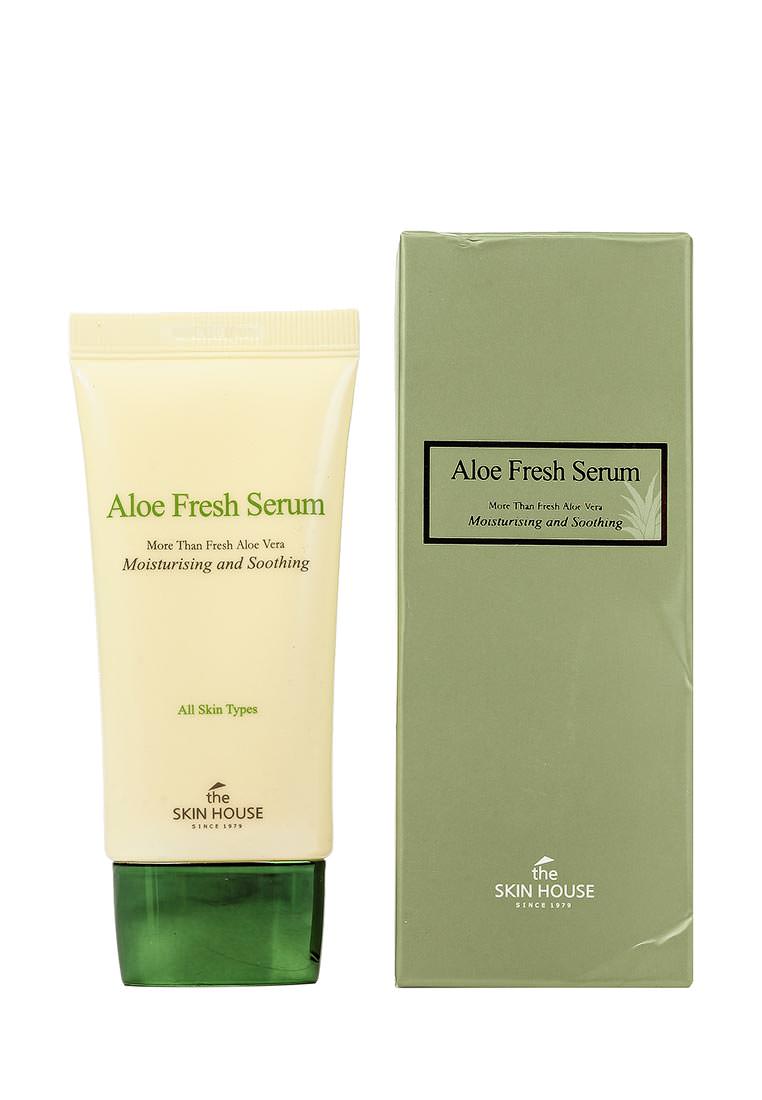 Aloe Fresh Serum
More Than Fresh Aloe Vera
Moisturising and Soothing
All Skin Types
the
SKIN HOUSE
SINCE 1979
Aloe Fresh Serum
More Than Fresh Aloe Vera
Moisturising and Soothing
the
SKIN HOUSE
SINCE 1979